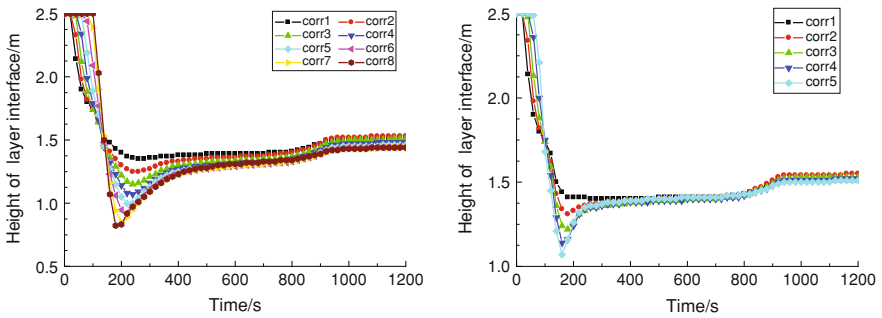 2.5
2.0
1.5
1.0
0.5
Height of layer interface/m
0
200
400
600
800
1000
1200
Time/s
corr1
corr2
corr3
corr4
corr5
corr6
corr7
corr8
2.5
2.0
1.5
1.0
Height of layer interface/m
0
200
400
600
800
1000
1200
Time/s
corr1
corr2
corr3
corr4
corr5